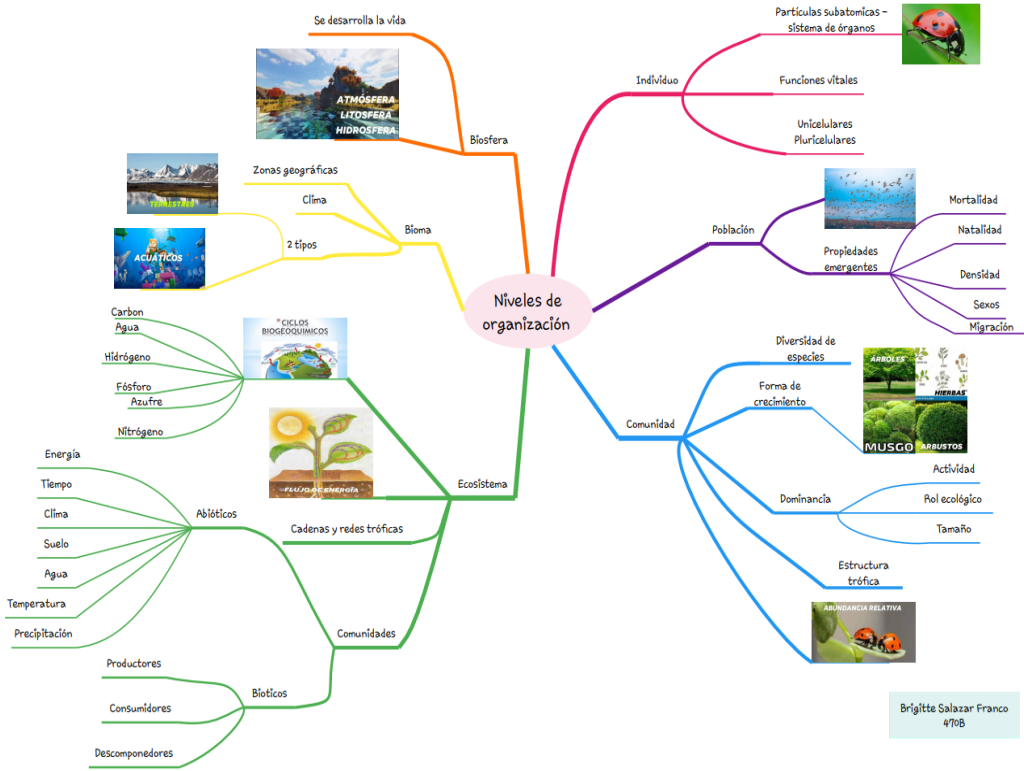 Niveles de
organización
Individuo
Partículas subatomicas -
sistema de órganos
Funciones vitales
Unicelulares
Pluricelulares
Población
Propiedades
emergentes
Mortalidad
Natalidad
Densidad
Sexos
Migración
Comunidad
Diversidad de
especies
Forma de
crecimiento
ÁRBOLES
HIERBAS
MUSGO
ARBUSTOS
Dominancia
Actividad
Rol ecológico
Tamaño
Estructura
trófica
ABUNDANCIA RELATIVA
Biosfera
Se desarrolla la vida
ATMÓSFERA
LITOSFERA
HIDROSFERA
Bioma
Zonas geográficas
Clima
2 tipos
TERRESTRES
ACUÁTICOS
Ecosistema
CICLOS
BIOGEOQUIMICOS
Carbon
Agua
Hidrógeno
Fósforo
Azufre
Nitrógeno
FLUJO DE ENERGÍA
Cadenas y redes tróficas
Comunidades
Abióticos
Energía
Tiempo
Clima
Suelo
Agua
Temperatura
Precipitación
Bioticos
Productores
Consumidores
Descomponedores
Brigitte Salazar Franco
470B